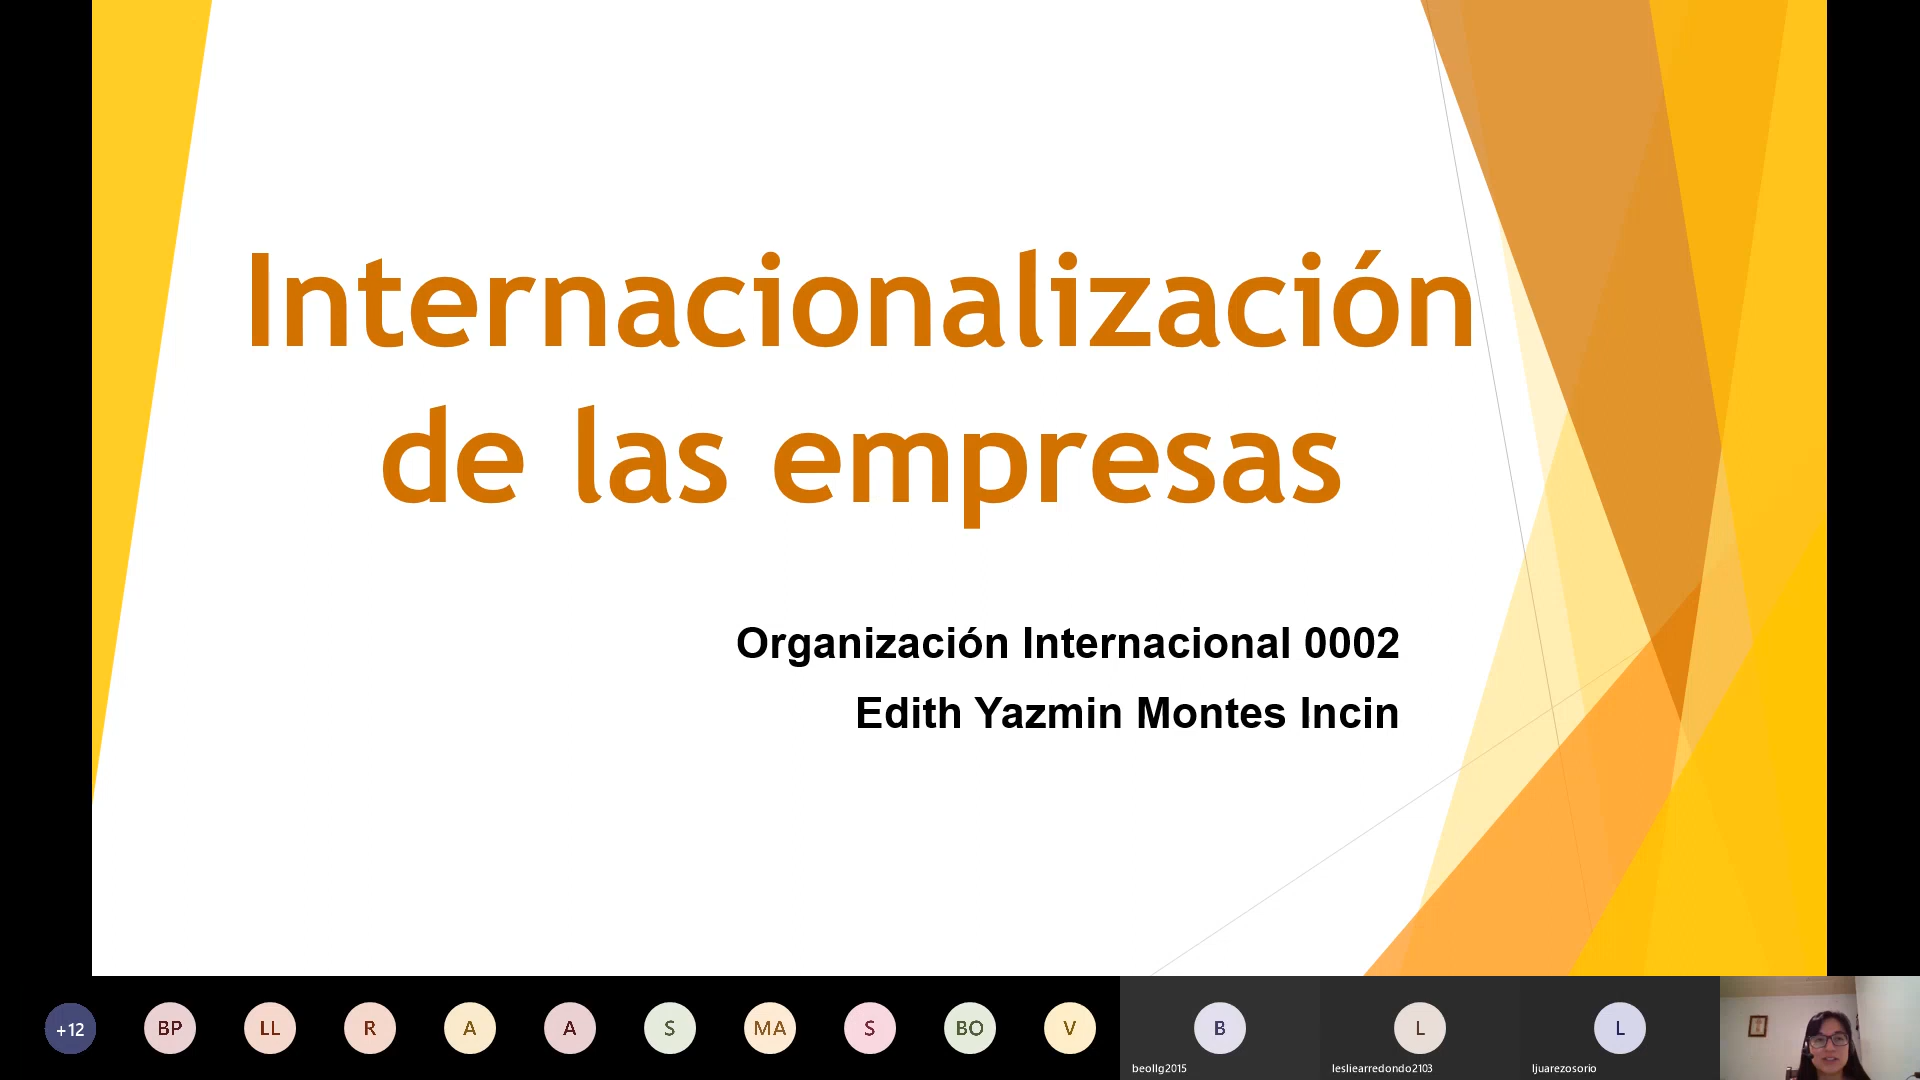 Internacionalización
de las empresas
Organización Internacional 0002
Edith Yazmin Montes Incin
+12
BP
LL
R
A
A
S
MA
S
BO
V
B
L
L
beollg2015
lesliearredondo2103
ljuarezosorio